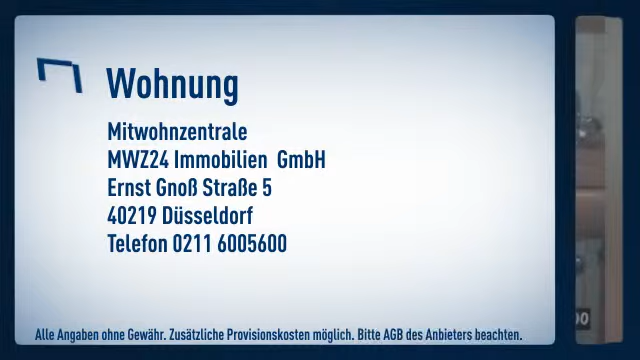 Wohnung
Mitwohnzentrale
MWZ24 Immobilien GmbH
Ernst Gnoß Straße 5
40219 Düsseldorf
Telefon 0211 6005600
Alle Angaben ohne Gewähr. Zusätzliche Provisionskosten möglich. Bitte AGB des Anbieters beachten.